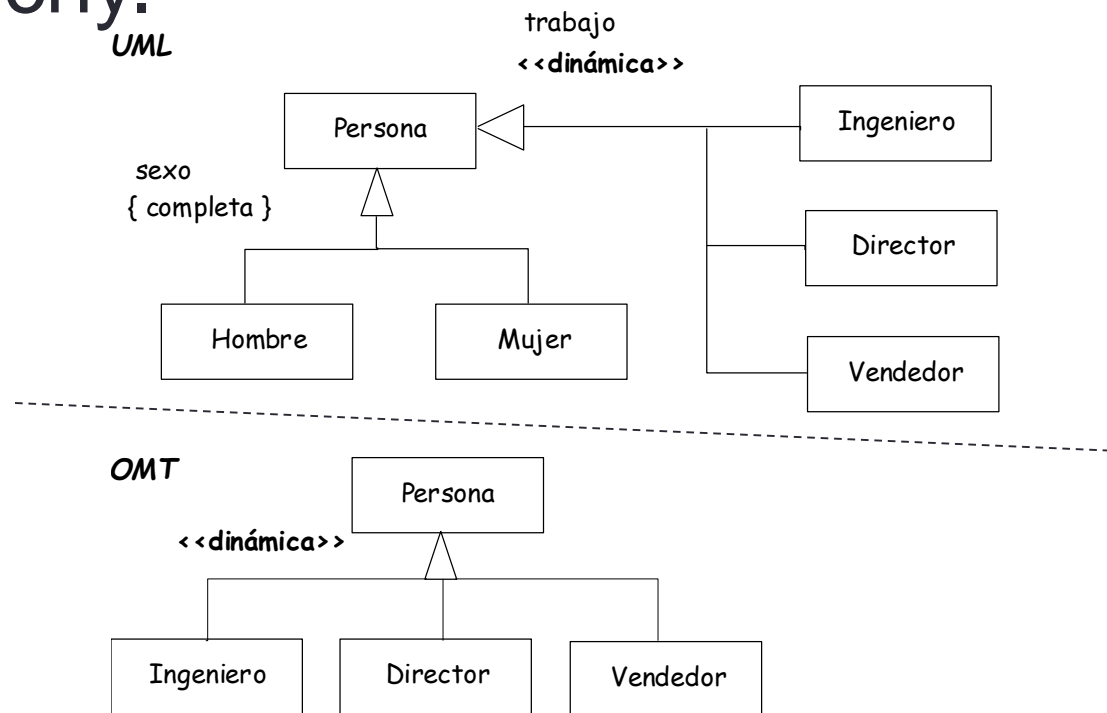 UML
trabajo
<<dinámica>>
Persona
Ingeniero
sexo
{ completa }
Director
Hombre
Mujer
Vendedor
OMT
Persona
<<dinámica>>
Ingeniero
Director
Vendedor